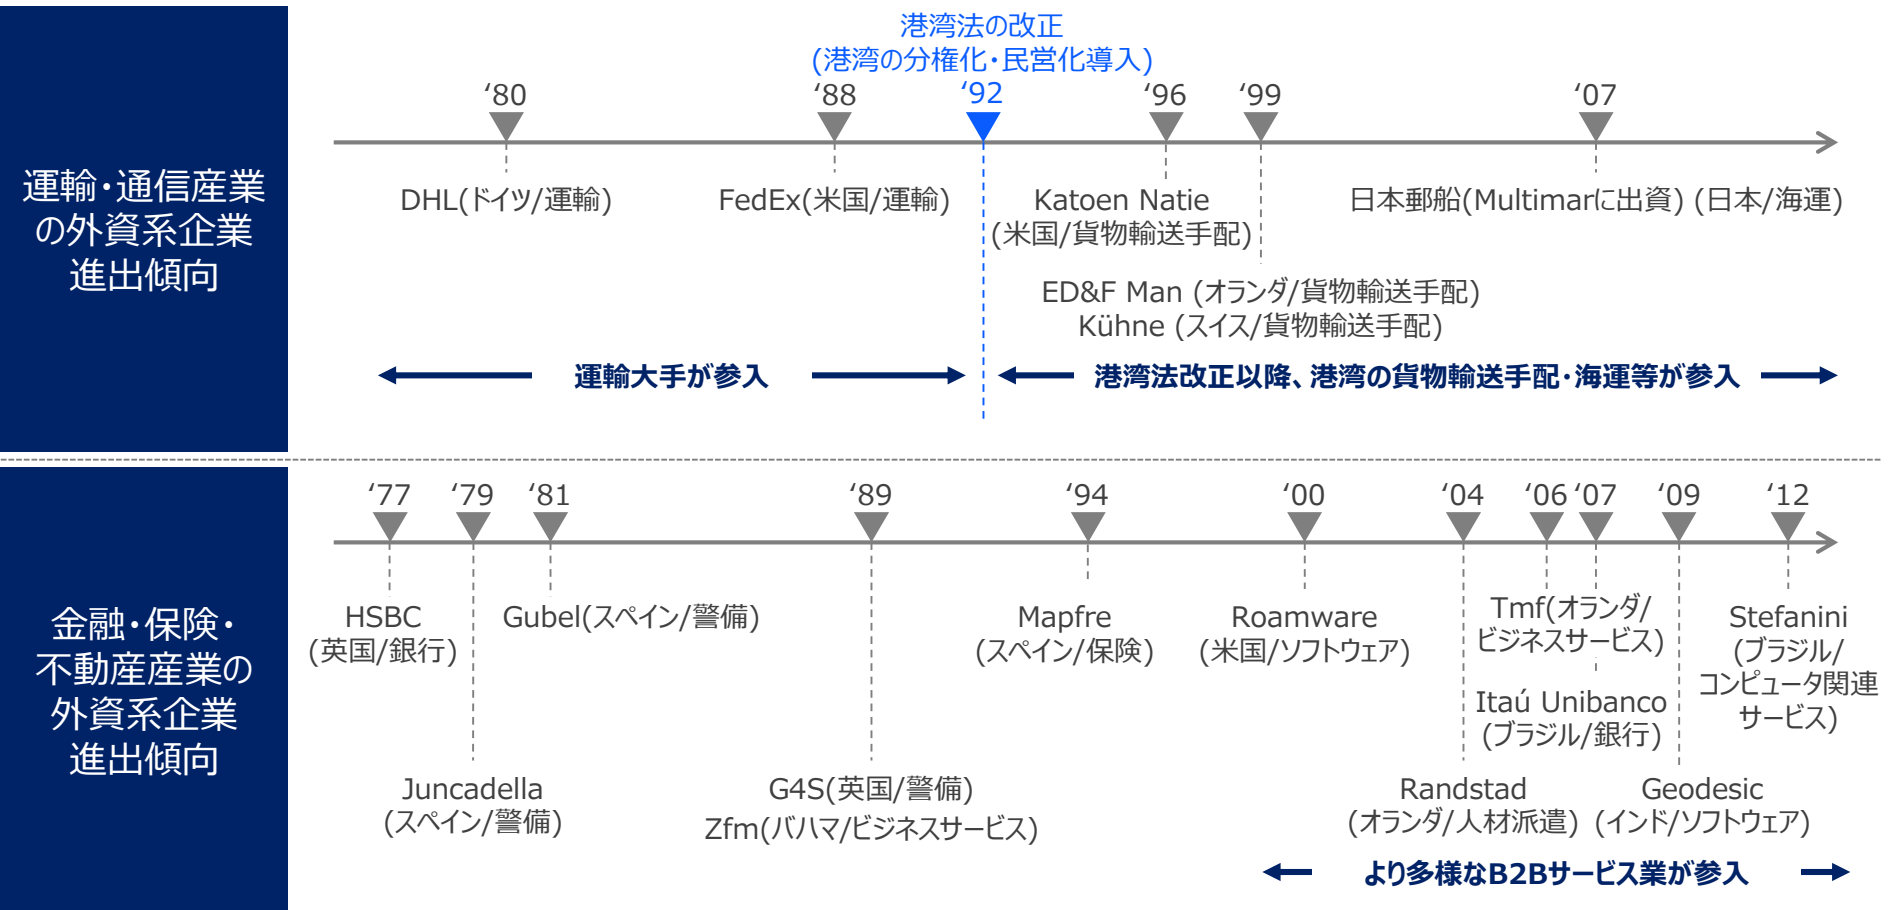 港湾法の改正
(港湾の分権化・民営化導入)
‘80
‘88
‘92
‘96
‘99
‘07
運輸・通信産業
の外資系企業
進出傾向
DHL(ドイツ/運輸)
FedEx(米国/運輸)
Katoen Natie
(米国/貨物輸送手配)
日本郵船(Multimarに出資) (日本/海運)
ED&F Man (オランダ/貨物輸送手配)
Kühne (スイス/貨物輸送手配)
運輸大手が参入
港湾法改正以降、港湾の貨物輸送手配・海運等が参入
‘77
‘79
‘81
‘89
‘94
‘00
‘04
‘06
‘07
‘09
‘12
金融・保険・
不動産産業の
外資系企業
進出傾向
HSBC
(英国/銀行)
Gubel(スペイン/警備)
Mapfre
(スペイン/保険)
Roamware
(米国/ソフトウェア)
Tmf(オランダ/
ビジネスサービス)
Itaú Unibanco
(ブラジル/銀行)
Stefanini
(ブラジル/
コンピュータ関連
サービス)
Juncadella
(スペイン/警備)
G4S(英国/警備)
Zfm(バハマ/ビジネスサービス)
Randstad
(オランダ/人材派遣)
Geodesic
(インド/ソフトウェア)
より多様なB2Bサービス業が参入